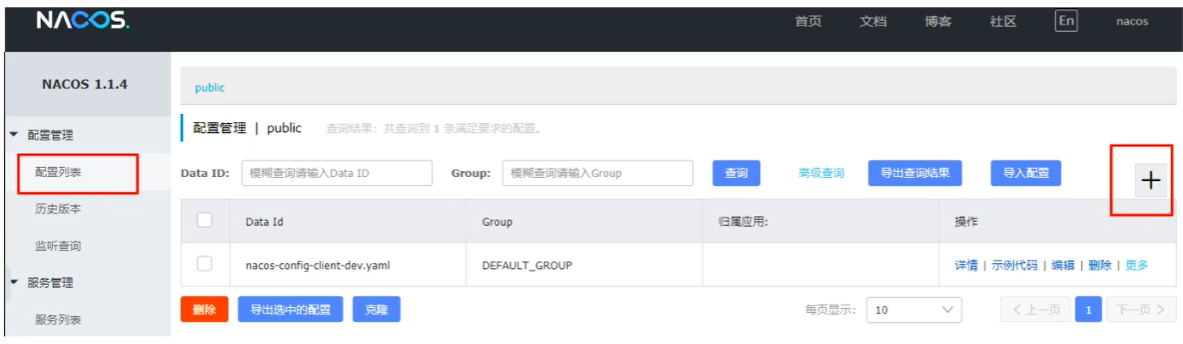 NACOS. 首页 文档 博客 社区 En nacos
NACOS 1.1.4
public
配置管理
配置管理 | public 查询结果：共查询到 1 条满足要求的配置。
配置列表
Data ID: 模糊查询请输入Data ID Group: 模糊查询请输入Group 查询 高级查询 导出查询结果 导入配置 +
历史版本
Data Id Group 归属应用: 操作
监听查询
nacos-config-client-dev.yaml DEFAULT_GROUP 详情 | 示例代码 | 编辑 | 删除 | 更多
服务管理
删除 导出选中的配置 克隆 每页显示: 10 < 上一页 1 下一页 >
服务列表